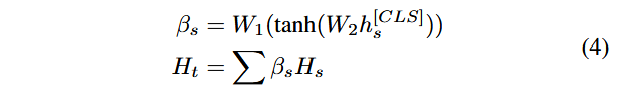 β_s = W_1(tanh(W_2 h_s^{[CLS]}))
H_t = ∑ β_s H_s
(4)